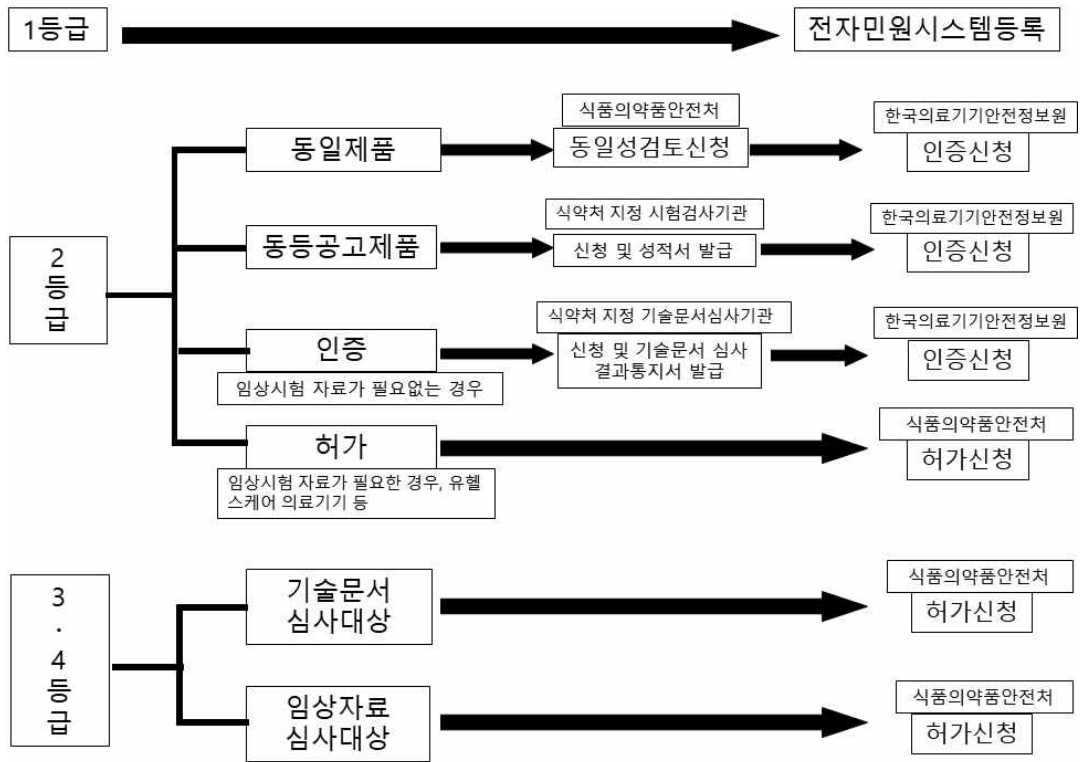 1등급
전자민원시스템등록
2
등
급
동일제품
식품의약품안전처
동일성검토신청
한국의료기기안전정보원
인증신청
동등공고제품
식약처 지정 시험검사기관
신청 및 성적서 발급
한국의료기기안전정보원
인증신청
인증
임상시험 자료가 필요없는 경우
식약처 지정 기술문서심사기관
신청 및 기술문서 심사
결과통지서 발급
한국의료기기안전정보원
인증신청
허가
임상시험 자료가 필요한 경우, 유헬
스케어 의료기기 등
식품의약품안전처
허가신청
3
·
4
등
급
기술문서
심사대상
식품의약품안전처
허가신청
임상자료
심사대상
식품의약품안전처
허가신청